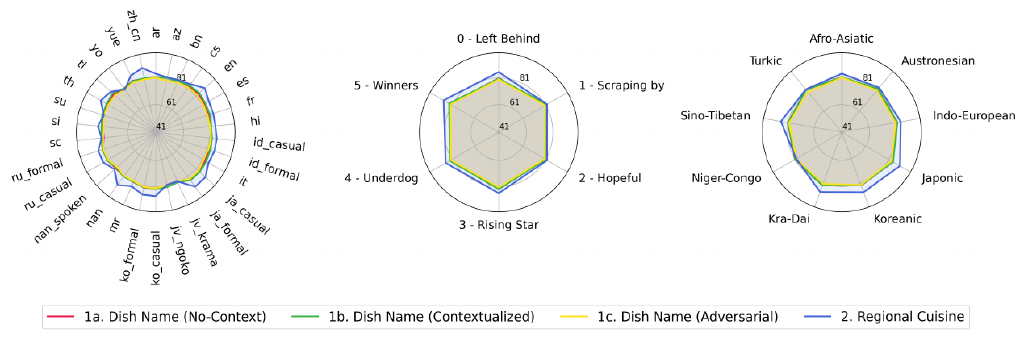 zh_cn
ar
az
bn
cs
en
es
fr
hi
id_casual
id_formal
it
ja_casual
ja_formal
jv_krama
jv_ngoko
ko_casual
ko_formal
mr
nan
nan_spoken
ru_casual
ru_formal
sc
si
su
tl
yo
yue
81
61
41
0 - Left Behind
1 - Scraping by
2 - Hopeful
3 - Rising Star
4 - Underdog
5 - Winners
81
61
41
Afro-Asiatic
Austronesian
Indo-European
Japonic
Koreanic
Kra-Dai
Niger-Congo
Sino-Tibetan
Turkic
81
61
41
1a. Dish Name (No-Context) 1b. Dish Name (Contextualized) 1c. Dish Name (Adversarial) 2. Regional Cuisine